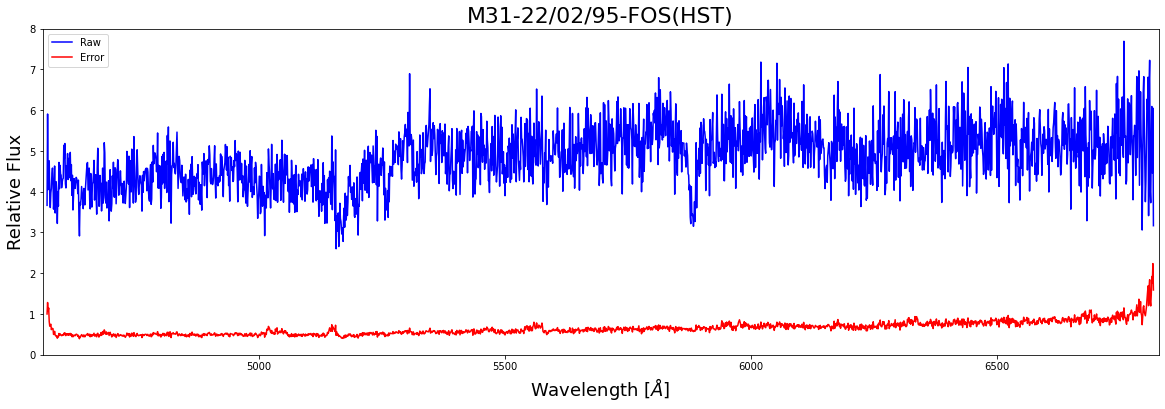 M31-22/02/95-FOS(HST)
Raw
Error
Relative Flux
8
7
6
5
4
3
2
1
0
5000 5500 6000 6500
Wavelength [Å]